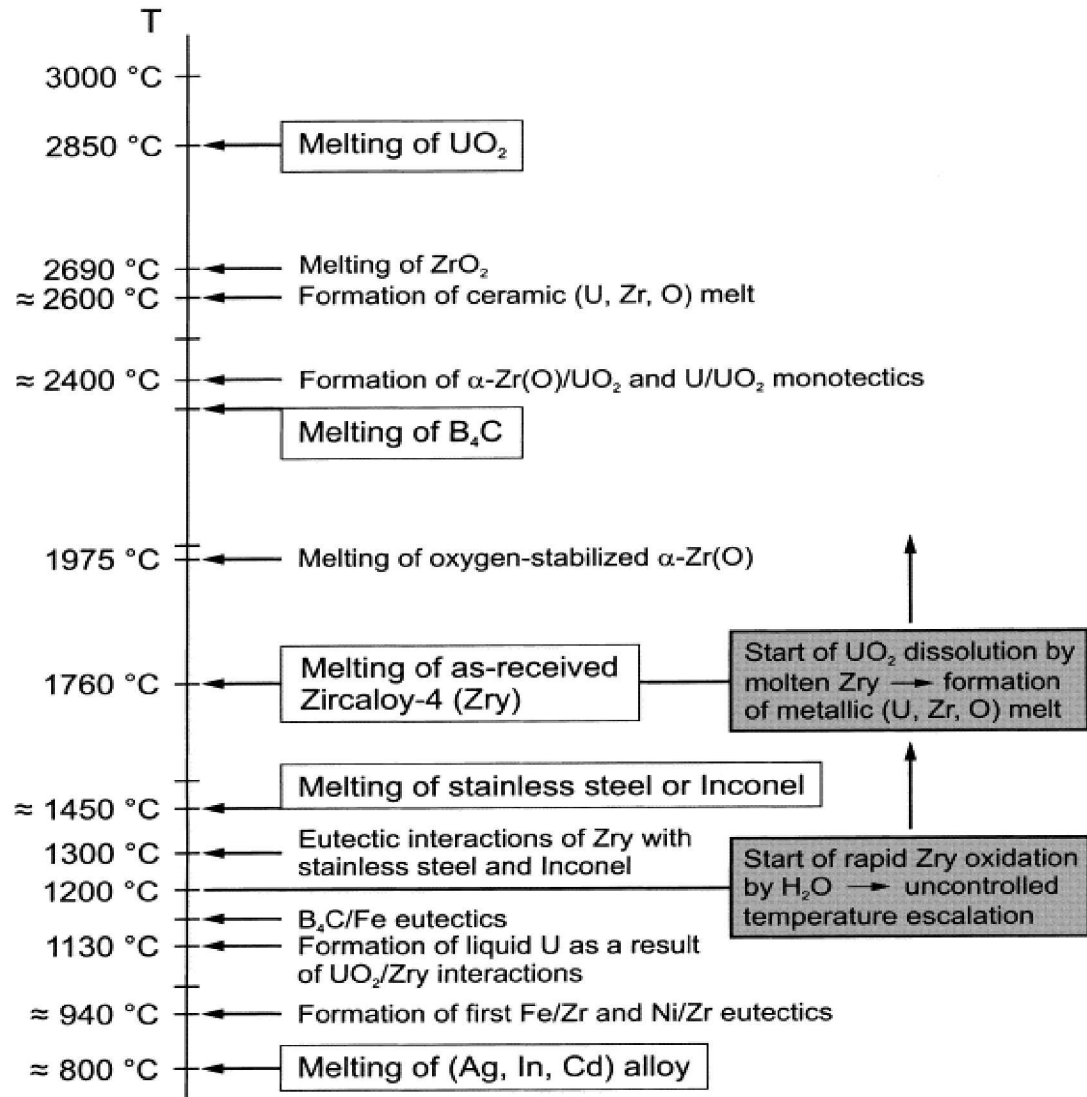 T
3000 °C
2850 °C
Melting of UO₂
2690 °C
Melting of ZrO₂
≈ 2600 °C
Formation of ceramic (U, Zr, O) melt
≈ 2400 °C
Formation of α-Zr(O)/UO₂ and U/UO₂ monotectics
Melting of B₄C
1975 °C
Melting of oxygen-stabilized α-Zr(O)
1760 °C
Melting of as-received
Zircaloy-4 (Zry)
Start of UO₂ dissolution by
molten Zry → formation
of metallic (U, Zr, O) melt
≈ 1450 °C
Melting of stainless steel or Inconel
1300 °C
Eutectic interactions of Zry with
stainless steel and Inconel
1200 °C
Start of rapid Zry oxidation
by H₂O → uncontrolled
temperature escalation
B₄C/Fe eutectics
1130 °C
Formation of liquid U as a result
of UO₂/Zry interactions
≈ 940 °C
Formation of first Fe/Zr and Ni/Zr eutectics
≈ 800 °C
Melting of (Ag, In, Cd) alloy